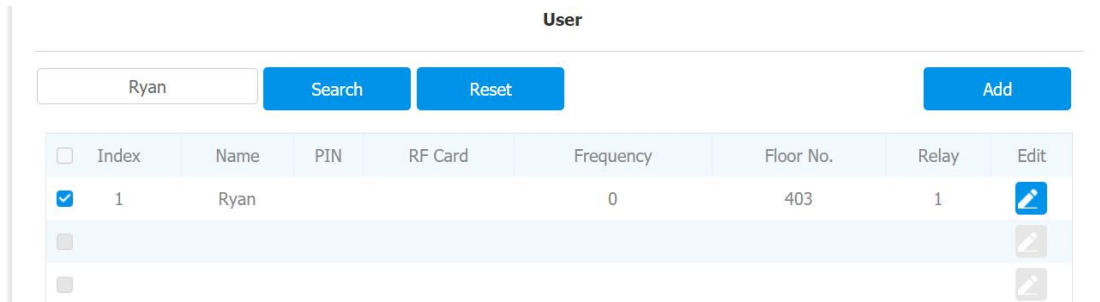 User
Ryan Search Reset Add
Index Name PIN RF Card Frequency Floor No. Relay Edit
1 Ryan 0 403 1